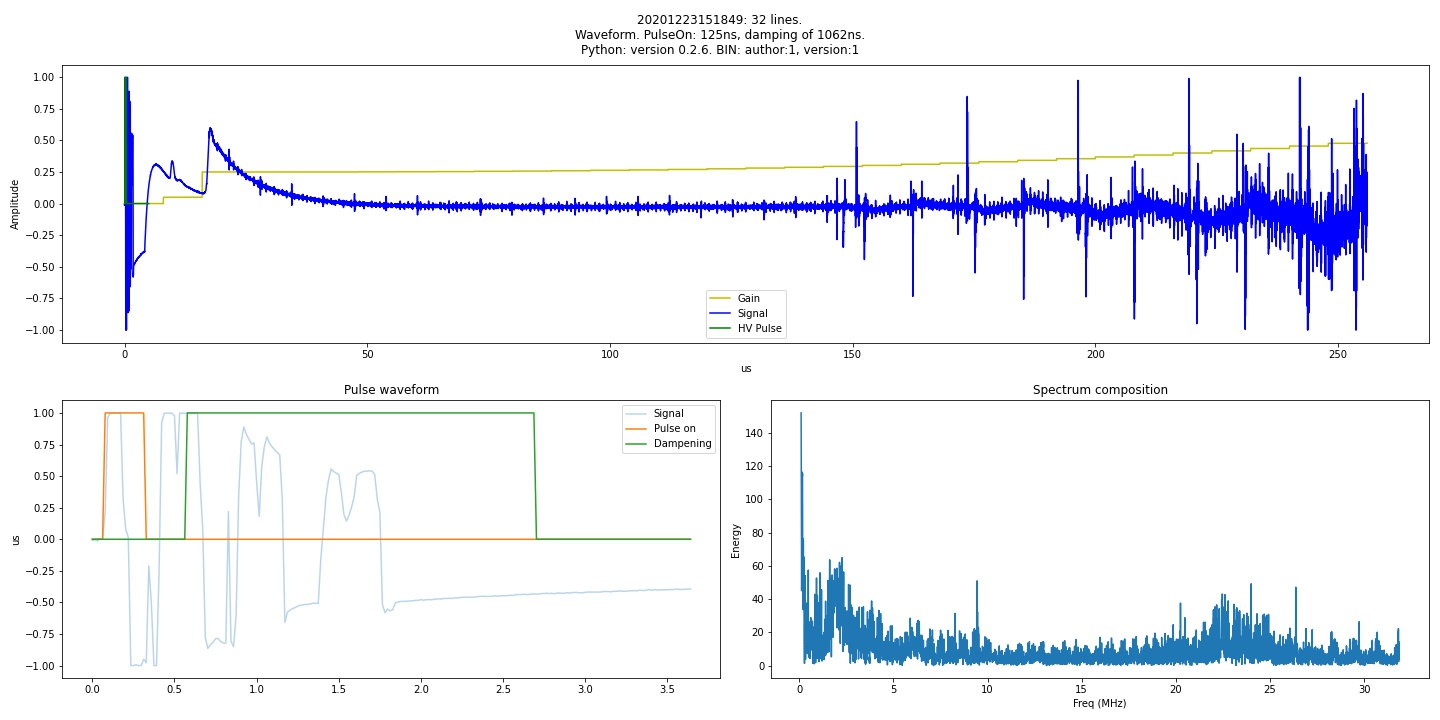 20201223151849: 32 lines.
Waveform. PulseOn: 125ns, damping of 1062ns.
Python: version 0.2.6. BIN: author:1, version:1
Amplitude
1.00
0.75
0.50
0.25
0.00
−0.25
−0.50
−0.75
−1.00
Gain
Signal
HV Pulse
0
50
100
150
200
250
us
Pulse waveform
us
1.00
0.75
0.50
0.25
0.00
−0.25
−0.50
−0.75
−1.00
Signal
Pulse on
Dampening
0.0
0.5
1.0
1.5
2.0
2.5
3.0
3.5
Spectrum composition
Energy
140
120
100
80
60
40
20
0
0
5
10
15
20
25
30
Freq (MHz)